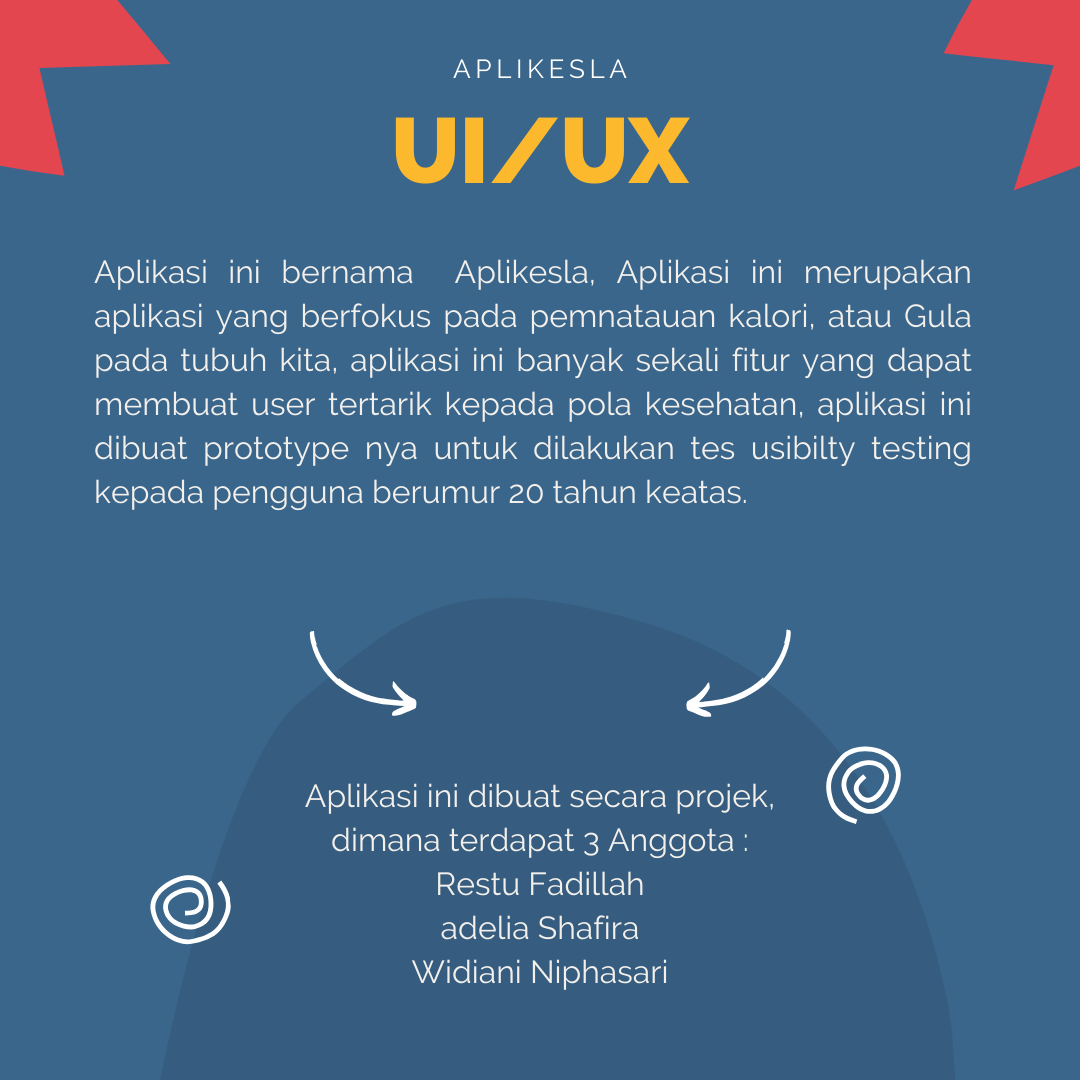 APLIKESLA
UI/UX
Aplikasi ini bernama Aplikesla, Aplikasi ini merupakan
aplikasi yang berfokus pada pemnatauan kalori, atau Gula
pada tubuh kita, aplikasi ini banyak sekali fitur yang dapat
membuat user tertarik kepada pola kesehatan, aplikasi ini
dibuat prototype nya untuk dilakukan tes usibilty testing
kepada pengguna berumur 20 tahun keatas.
Aplikasi ini dibuat secara projek,
dimana terdapat 3 Anggota :
Restu Fadillah
adelia Shafira
Widiani Niphasari